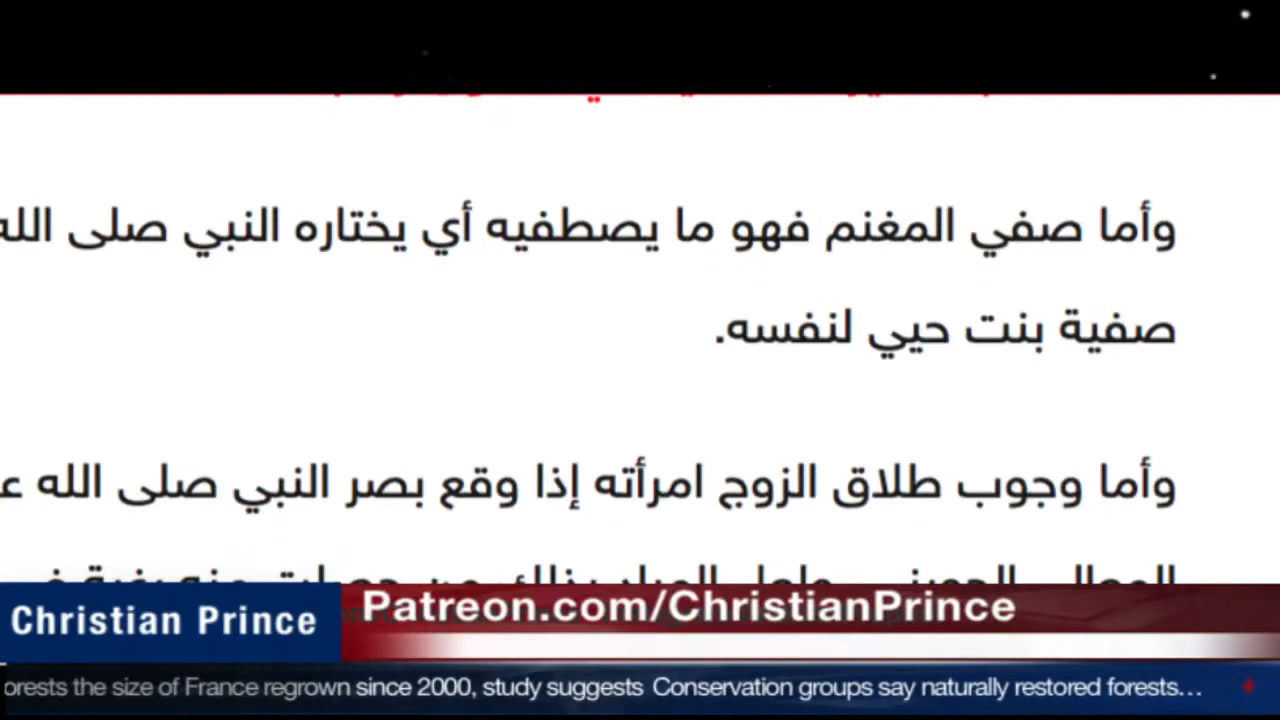 وأما صفي المغنم فهو ما يصطفيه أي يختاره النبي صلى الله
صفية بنت حيي لنفسه.
وأما وجوب طلاق الزوج امرأته إذا وقع بصر النبي صلى الله
Christian Prince
Patreon.com/ChristianPrince
orests the size of France regrown since 2000, study suggests Conservation groups say naturally restored forests...